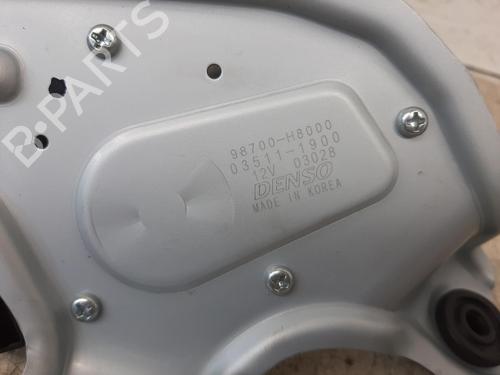 B-PARTS
98700-H8000
03511-1900
12V 03028
DENSO
MADE IN KOREA